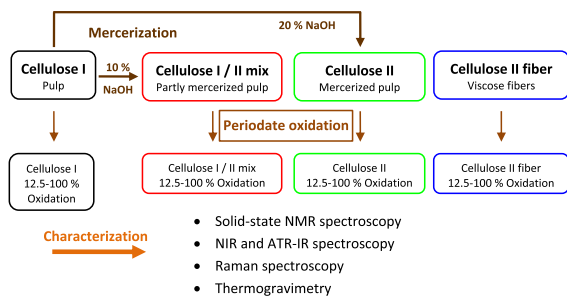 Mercerization
20 % NaOH
Cellulose I
Pulp
10 %
NaOH
Cellulose I / II mix
Partly mercerized pulp
Cellulose II
Mercerized pulp
Cellulose II fiber
Viscose fibers
Periodate oxidation
Cellulose I
12.5-100 %
Oxidation
Cellulose I / II mix
12.5-100 % Oxidation
Cellulose II
12.5-100 % Oxidation
Cellulose II fiber
12.5-100 % Oxidation
Characterization
• Solid-state NMR spectroscopy
• NIR and ATR-IR spectroscopy
• Raman spectroscopy
• Thermogravimetry